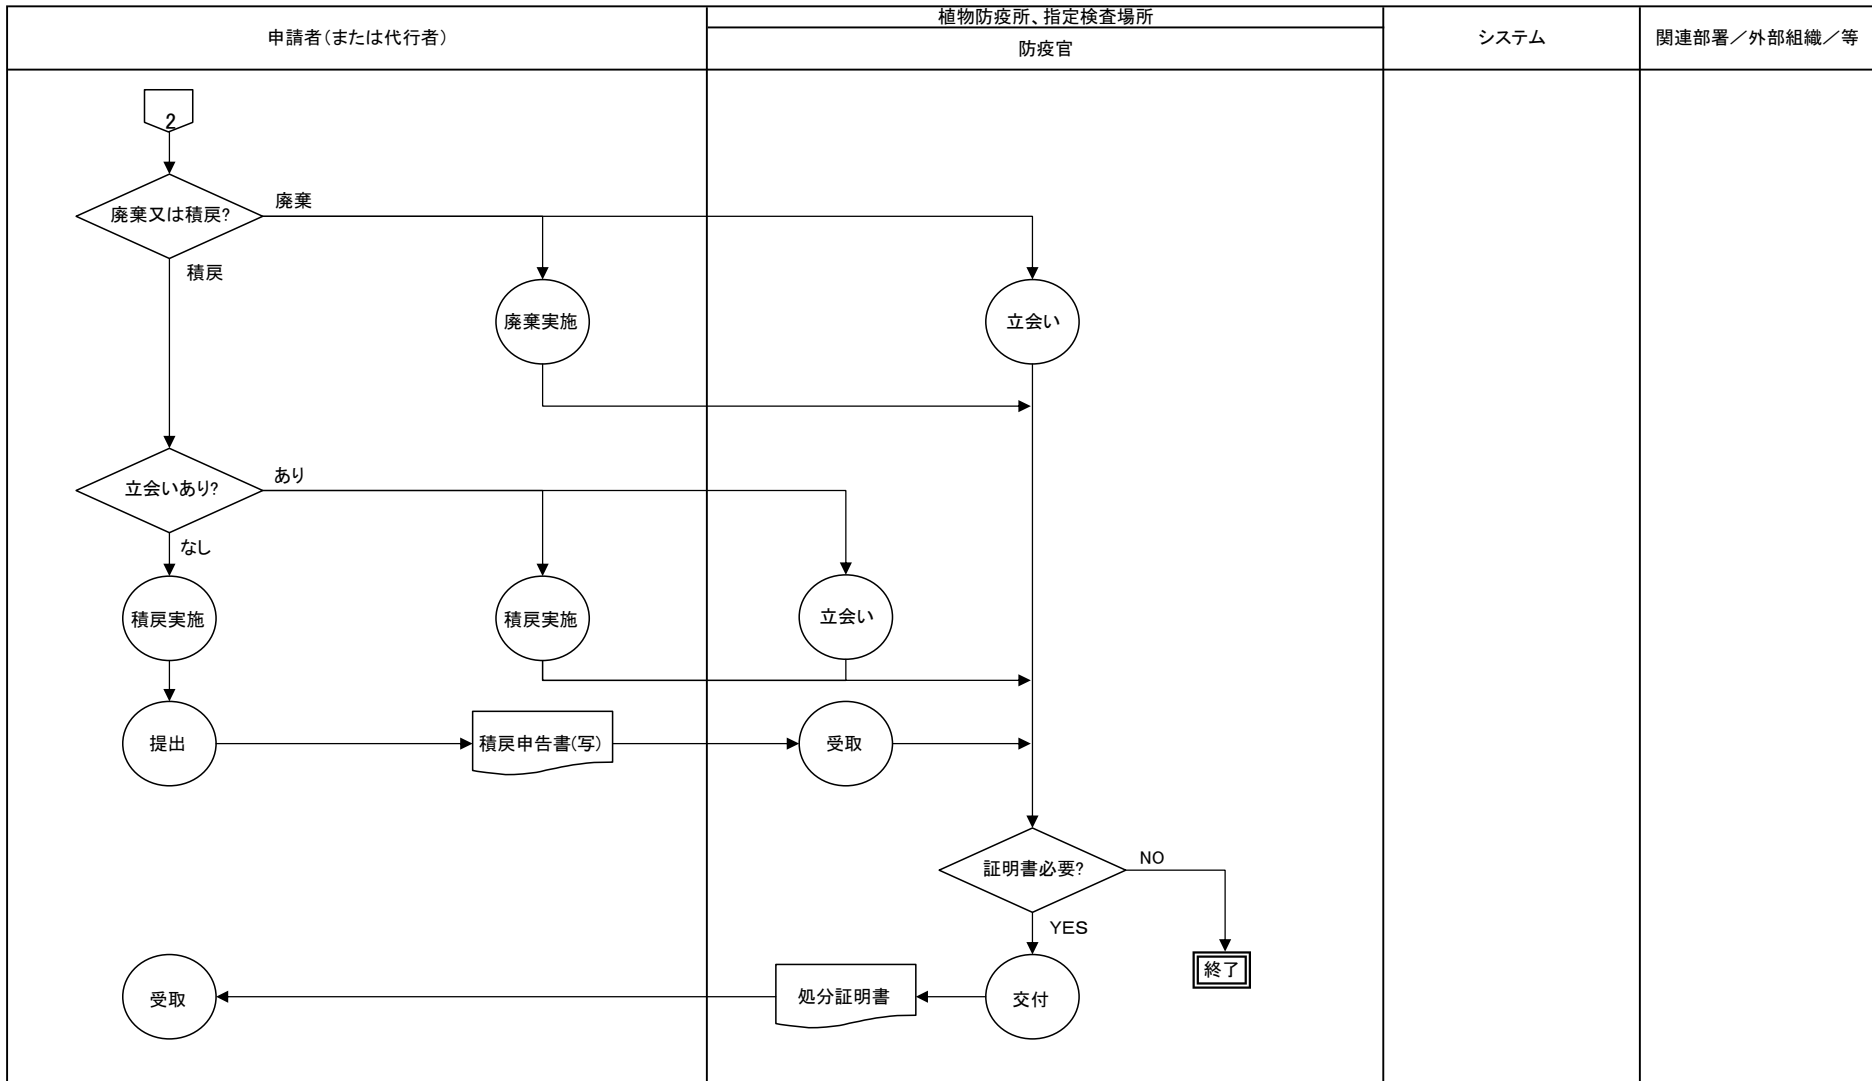 申請者(または代行者)
植物防疫所、指定検査場所
防疫官
システム
関連部署/外部組織/等
2
廃棄又は積戻?
廃棄
積戻
廃棄実施
立会い
立会いあり?
あり
なし
積戻実施
積戻実施
立会い
提出
積戻申告書(写)
受取
証明書必要?
NO
YES
終了
受取
処分証明書
交付